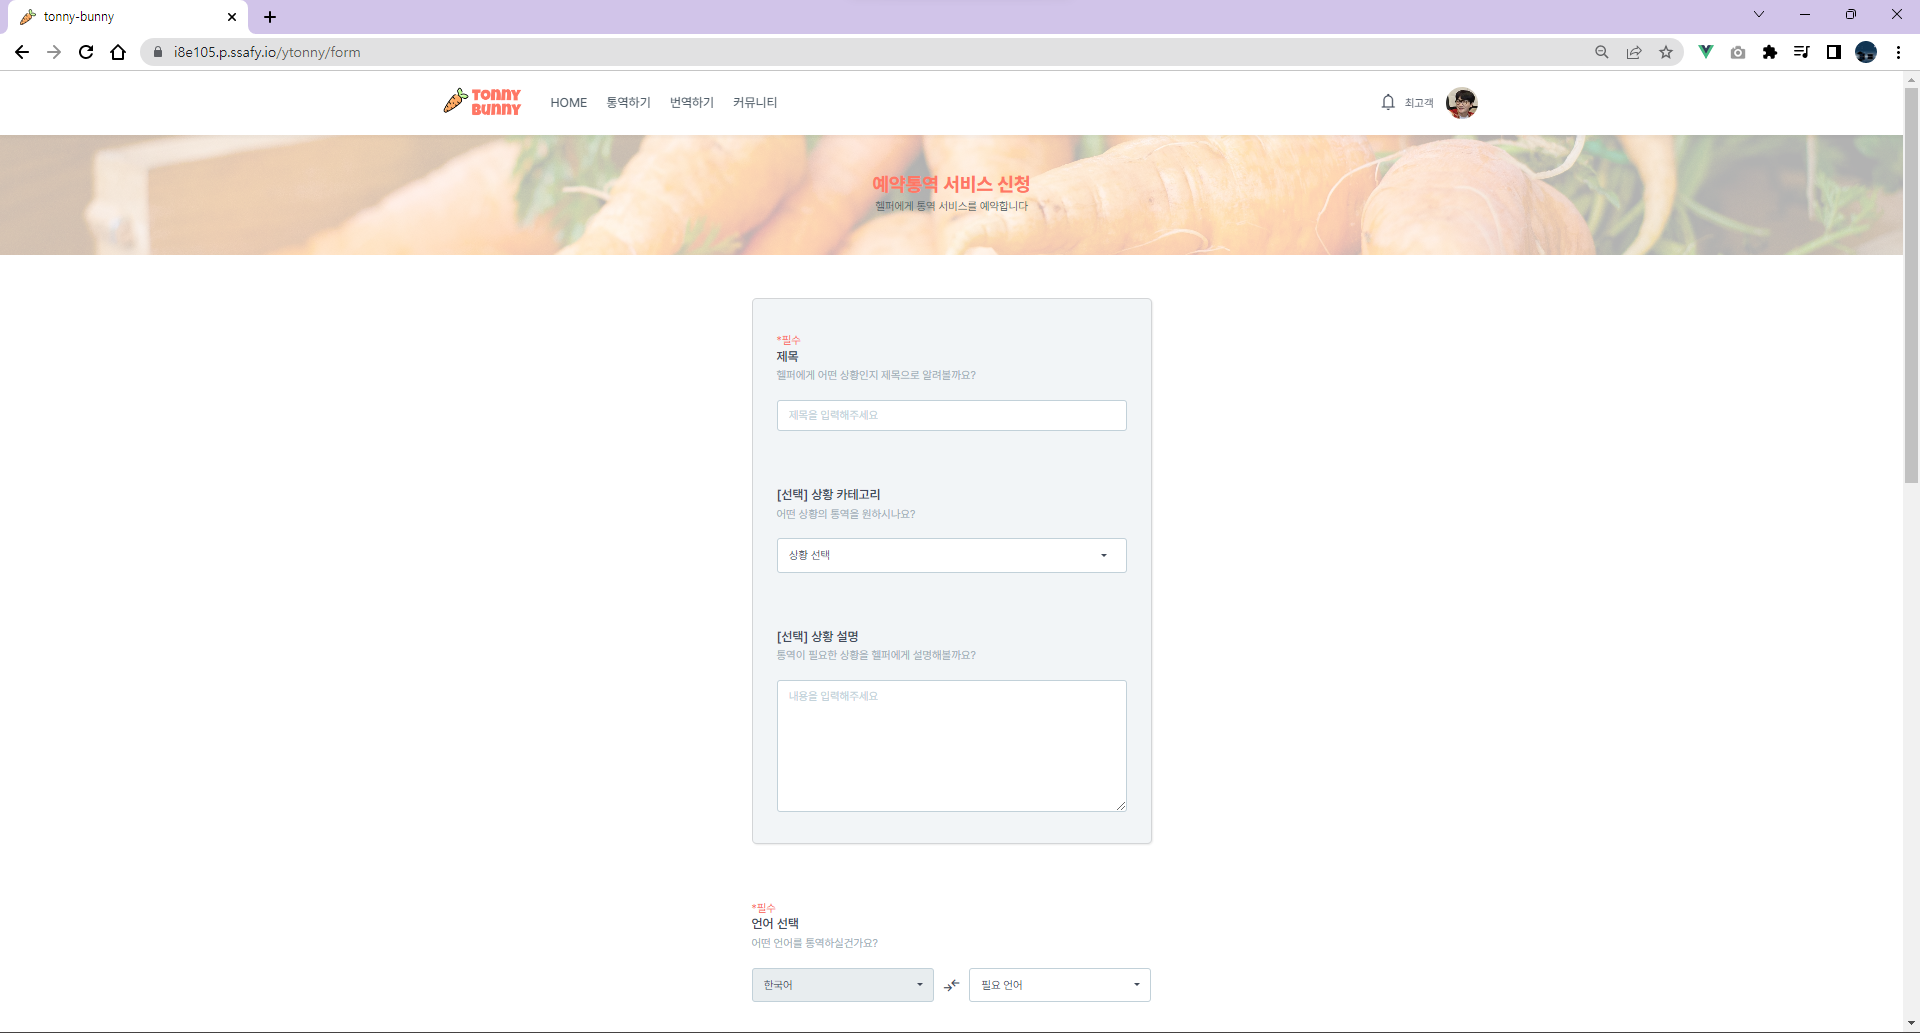 tonny-bunny
i8e105.p.ssafy.io/ytonny/form
TONNY
BUNNY
HOME
통역하기
번역하기
커뮤니티
최고객
예약통역 서비스 신청
헬퍼에게 통역 서비스를 예약합니다
*필수
제목
헬퍼에게 어떤 상황인지 제목으로 알려볼까요?
제목을 입력해주세요
[선택] 상황 카테고리
어떤 상황의 통역을 원하시나요?
상황 선택
[선택] 상황 설명
통역이 필요한 상황을 헬퍼에게 설명해볼까요?
내용을 입력해주세요
*필수
언어 선택
어떤 언어를 통역하실건가요?
한국어
필요 언어